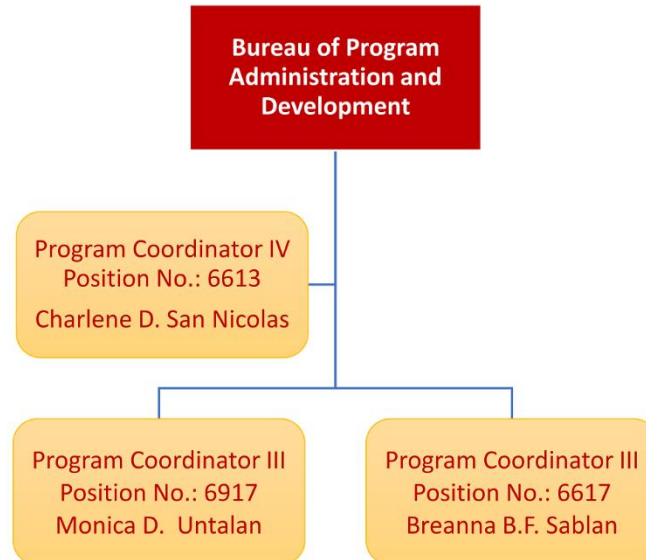 Bureau of Program
Administration and
Development
Program Coordinator IV
Position No.: 6613
Charlene D. San Nicolas
Program Coordinator III
Position No.: 6917
Monica D. Untalan
Program Coordinator III
Position No.: 6617
Breanna B.F. Sablan